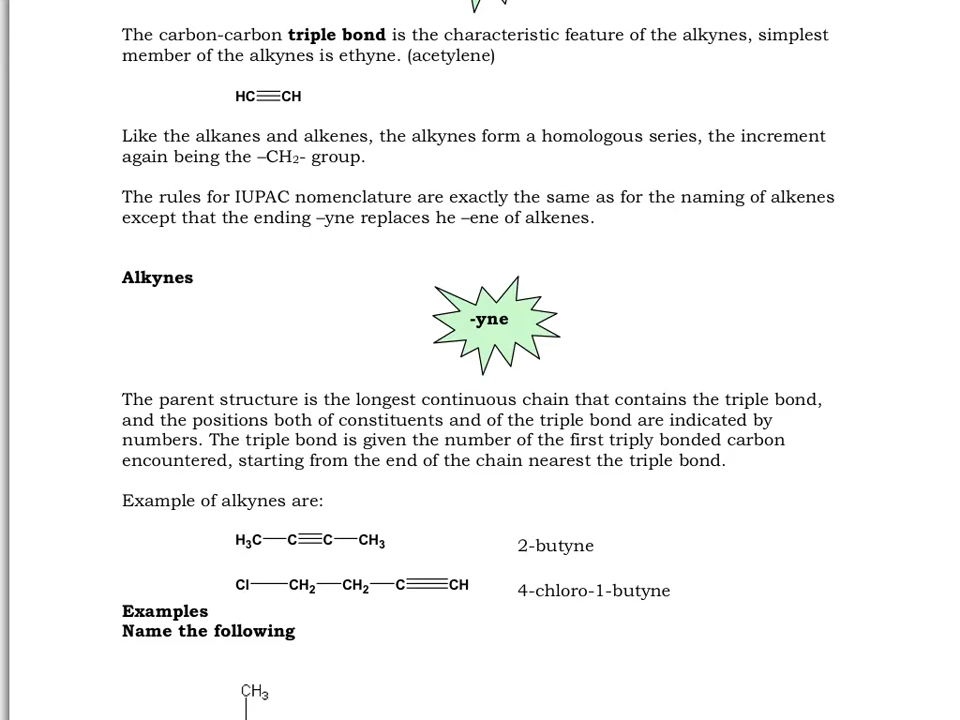 The carbon-carbon triple bond is the characteristic feature of the alkynes, simplest
member of the alkynes is ethyne. (acetylene)
HC≡CH
Like the alkanes and alkenes, the alkynes form a homologous series, the increment
again being the –CH₂- group.
The rules for IUPAC nomenclature are exactly the same as for the naming of alkenes
except that the ending –yne replaces he –ene of alkenes.
Alkynes
-yne
The parent structure is the longest continuous chain that contains the triple bond,
and the positions both of constituents and of the triple bond are indicated by
numbers. The triple bond is given the number of the first triply bonded carbon
encountered, starting from the end of the chain nearest the triple bond.
Example of alkynes are:
H₃C—C≡C—CH₃ 2-butyne
Cl—CH₂—CH₂—C≡CH 4-chloro-1-butyne
Examples
Name the following
CH₃